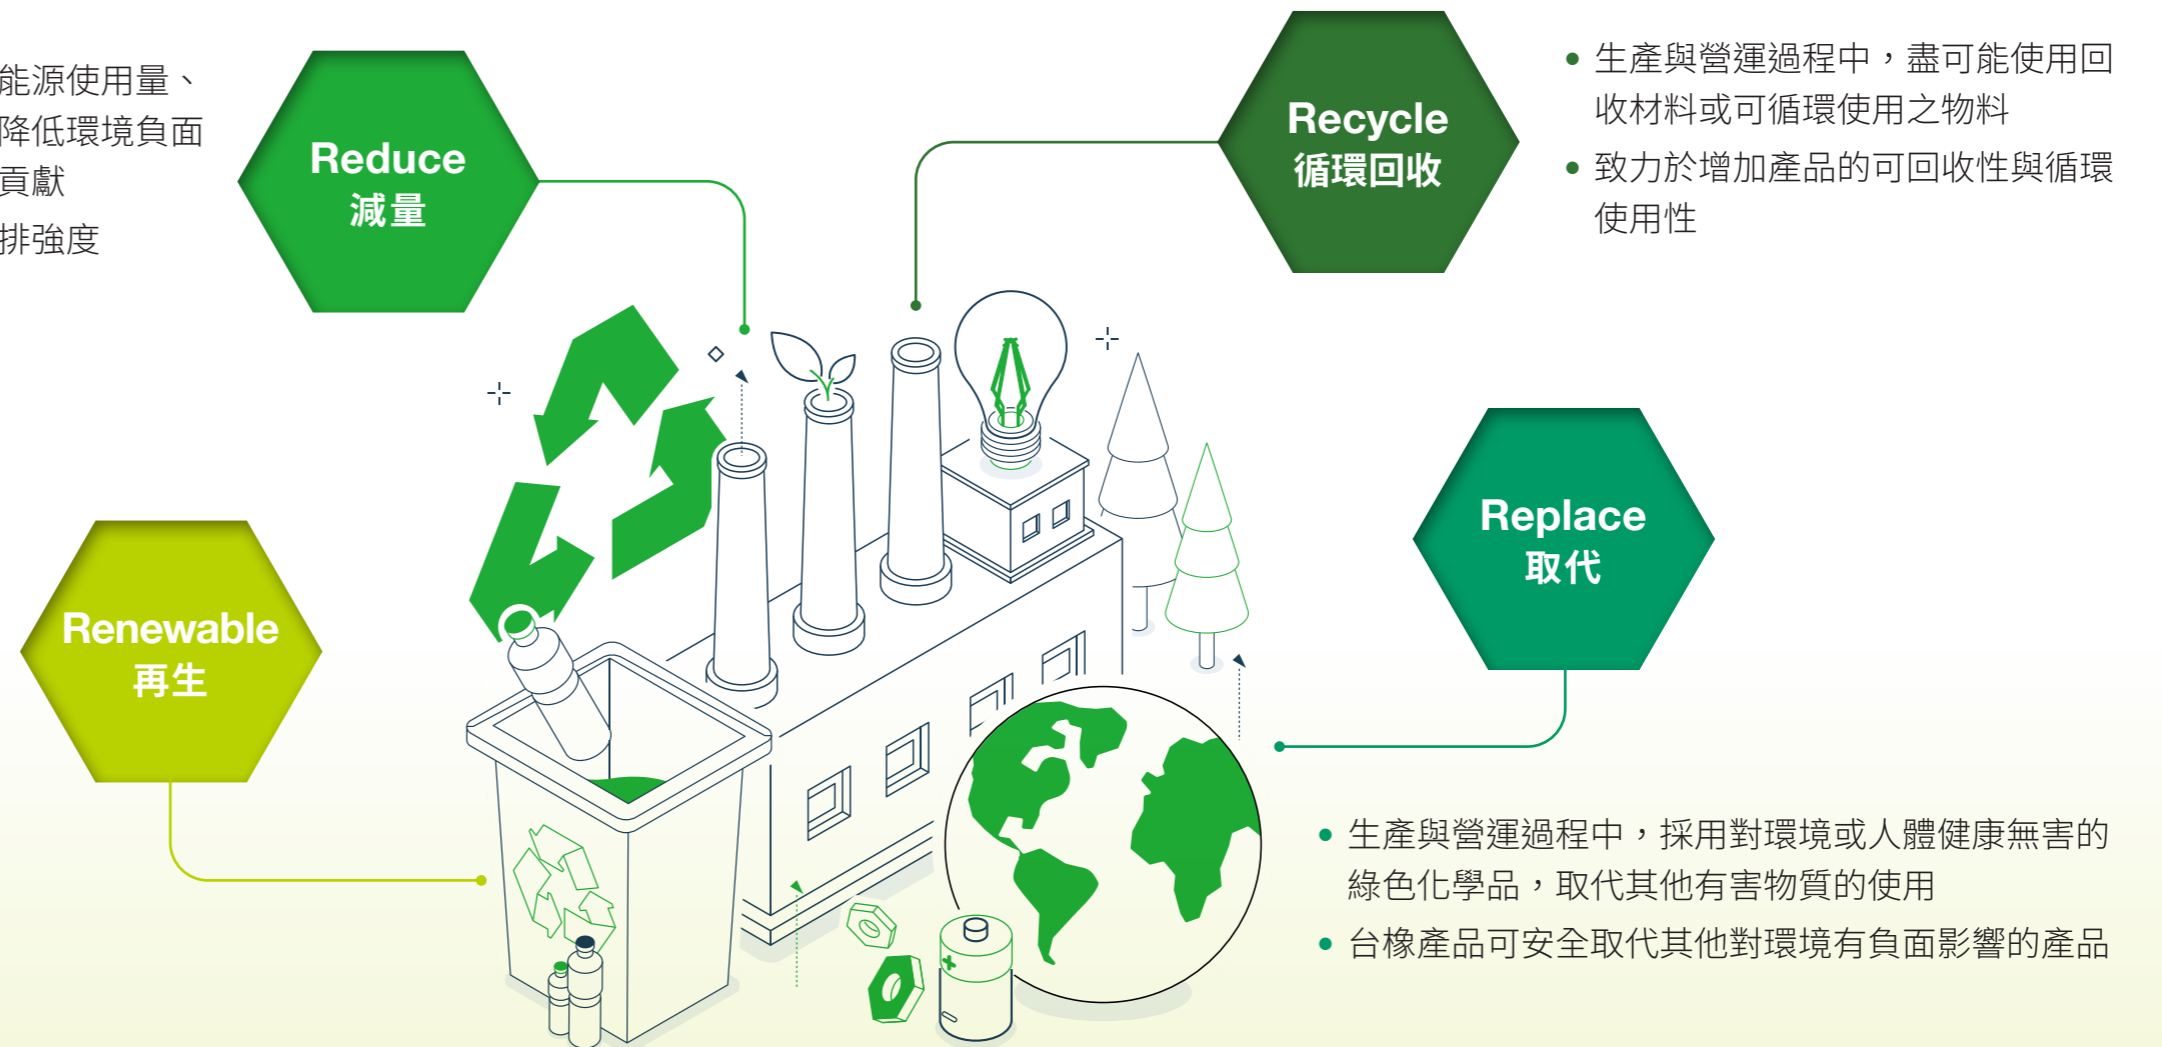 能源使用量、
降低環境負面
貢獻
排強度
Reduce
減量
Recycle
循環回收
• 生產與營運過程中，盡可能使用回
收材料或可循環使用之物料
• 致力於增加產品的可回收性與循環
使用性
Renewable
再生
Replace
取代
• 生產與營運過程中，採用對環境或人體健康無害的
綠色化學品，取代其他有害物質的使用
• 台橡產品可安全取代其他對環境有負面影響的產品